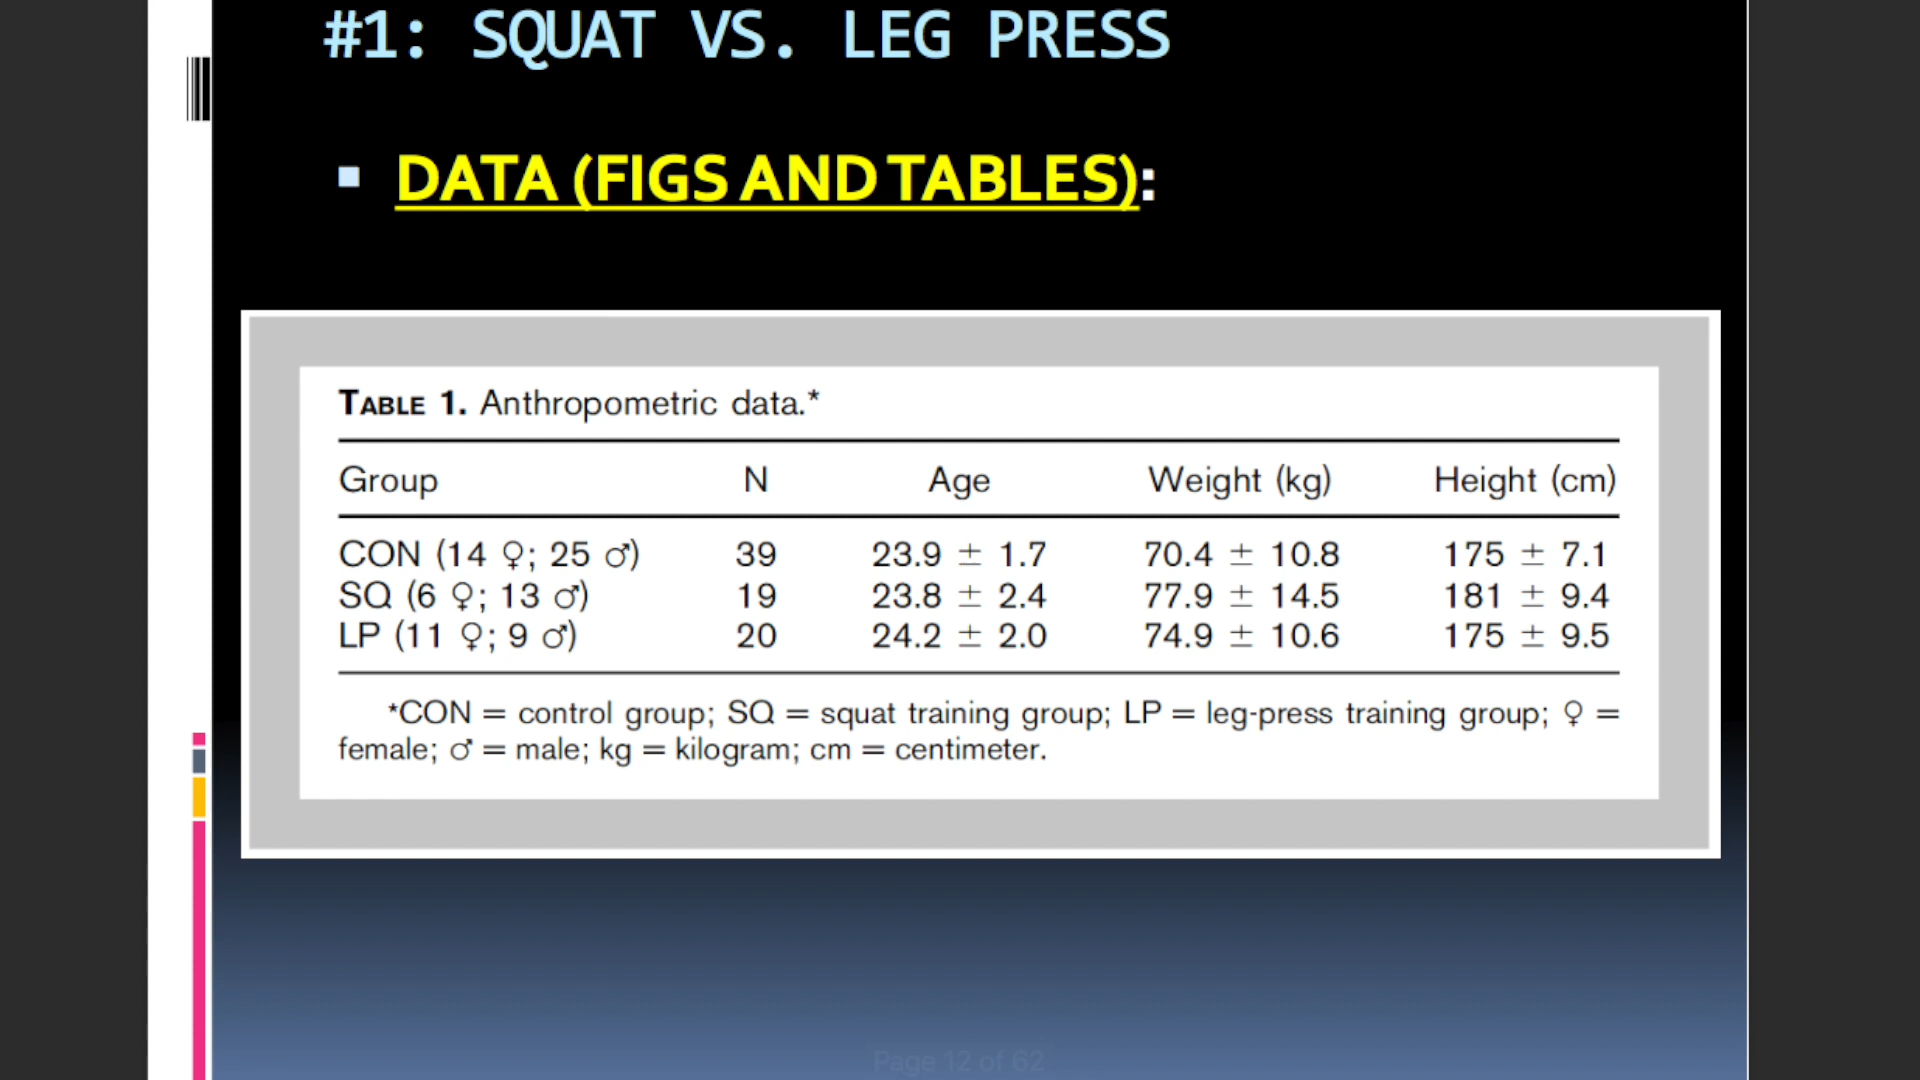 #1: SQUAT VS. LEG PRESS
DATA (FIGS AND TABLES):
TABLE 1. Anthropometric data.*
Group N Age Weight (kg) Height (cm)
CON (14 ♀; 25 ♂) 39 23.9 ± 1.7 70.4 ± 10.8 175 ± 7.1
SQ (6 ♀; 13 ♂) 19 23.8 ± 2.4 77.9 ± 14.5 181 ± 9.4
LP (11 ♀; 9 ♂) 20 24.2 ± 2.0 74.9 ± 10.6 175 ± 9.5
*CON = control group; SQ = squat training group; LP = leg-press training group; ♀ =
female; ♂ = male; kg = kilogram; cm = centimeter.
Page 12 of 62